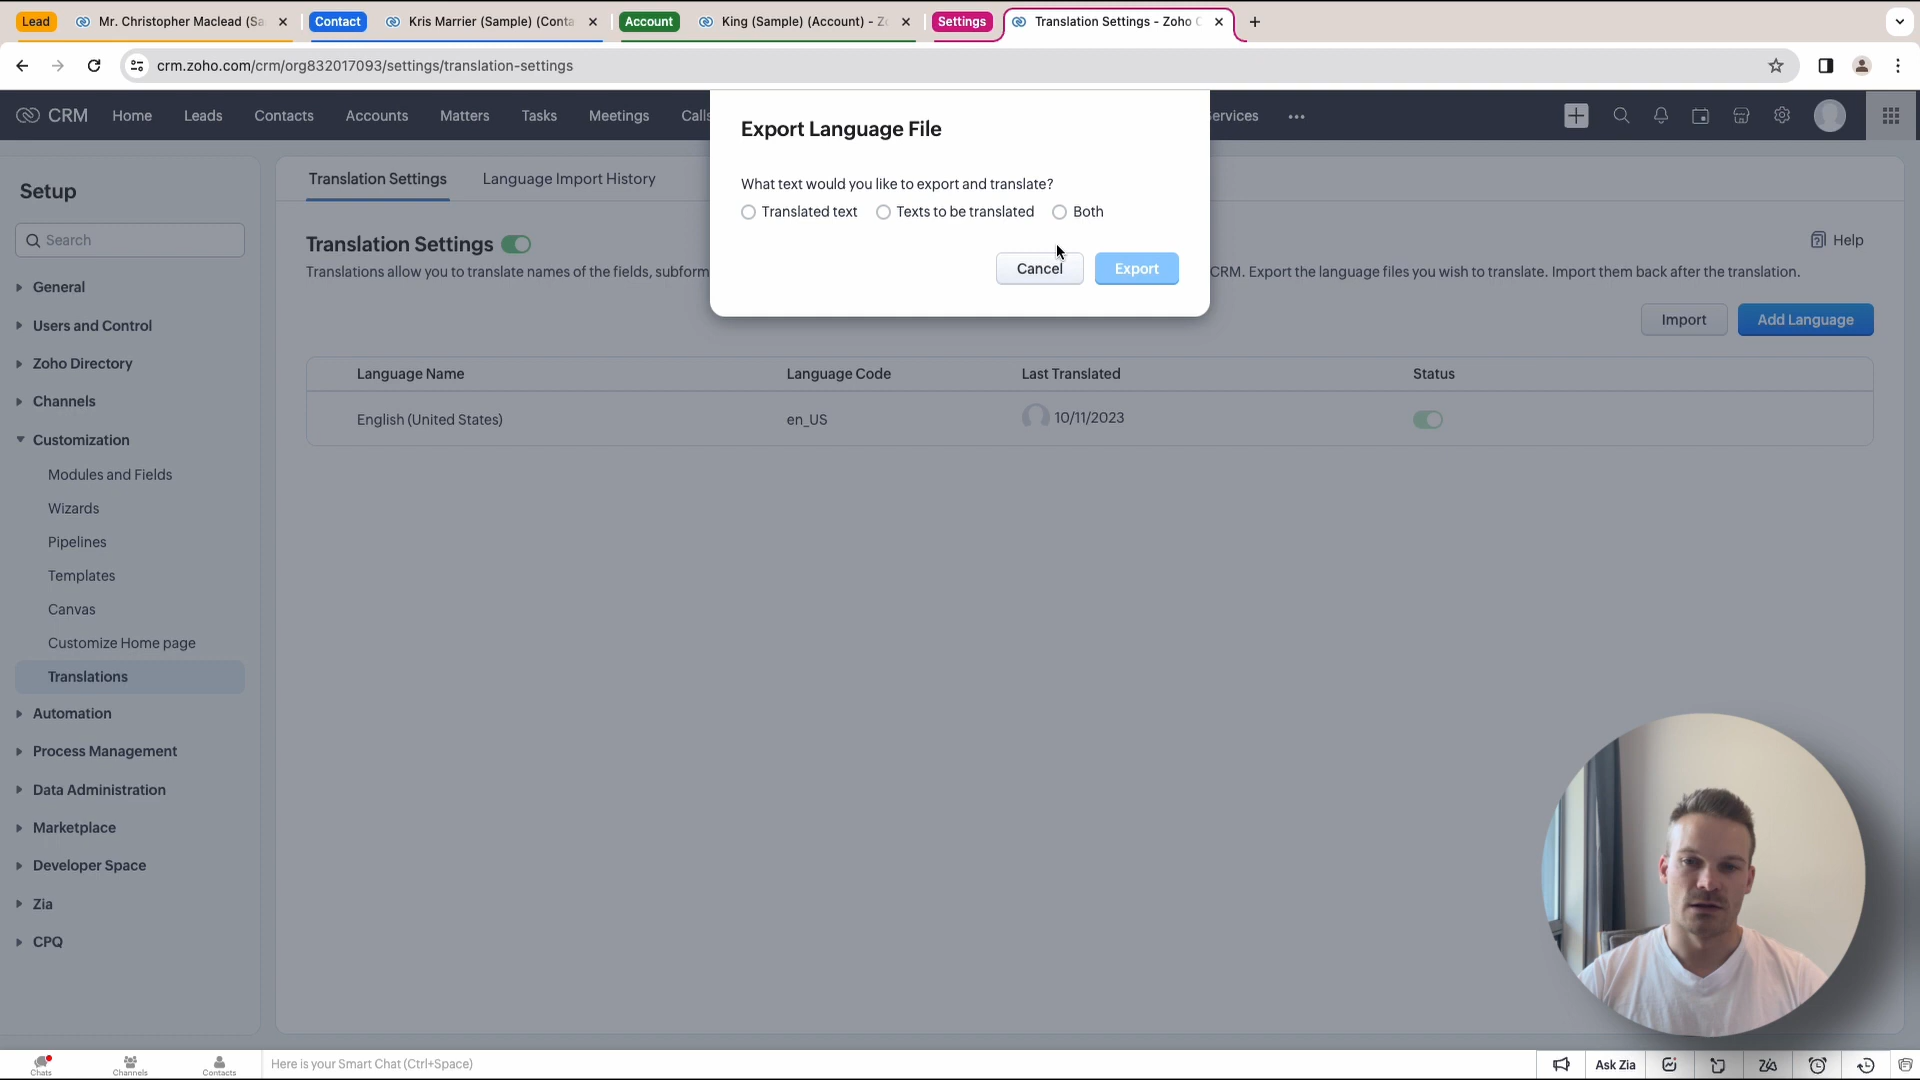 Lead
Mr. Christopher Maclead (Sa
Contact
Kris Marrier (Sample) (Conta
Account
King (Sample) (Account) - Zo
Settings
Translation Settings - Zoho C
crm.zoho.com/crm/org832017093/settings/translation-settings
CRM Home Leads Contacts Accounts Matters Tasks Meetings Calls ervices
Export Language File
What text would you like to export and translate?
Translated text Texts to be translated Both
Cancel Export
Setup
Search
General
Users and Control
Zoho Directory
Channels
Customization
Modules and Fields
Wizards
Pipelines
Templates
Canvas
Customize Home page
Translations
Automation
Process Management
Data Administration
Marketplace
Developer Space
Zia
CPQ
Translation Settings Language Import History
Translation Settings
Help
Translations allow you to translate names of the fields, subform CRM. Export the language files you wish to translate. Import them back after the translation.
Import Add Language
Language Name Language Code Last Translated Status
English (United States) en_US 10/11/2023
Chats Channels Contacts
Here is your Smart Chat (Ctrl+Space)
Ask Zia